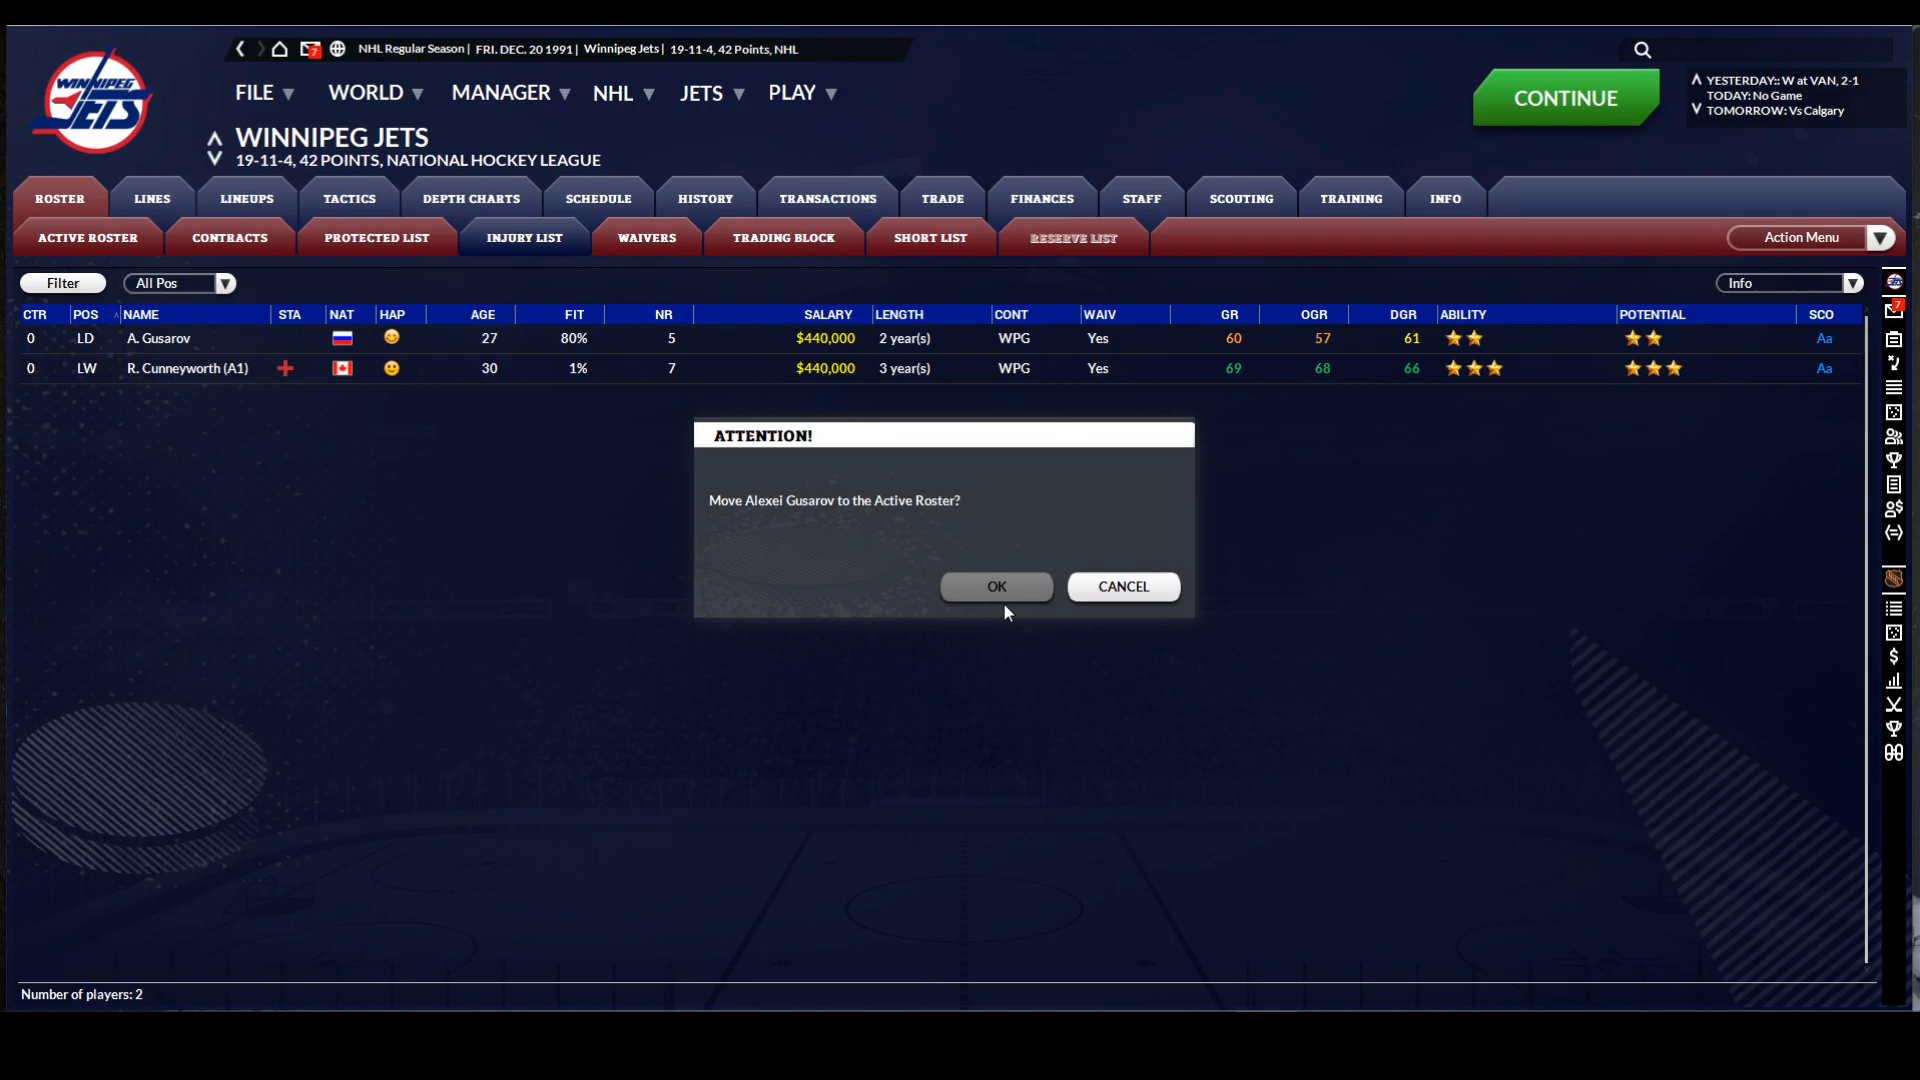 NHL Regular Season | FRI. DEC. 20 1991 | Winnipeg Jets | 19-11-4, 42 Points, NHL
7
FILE WORLD MANAGER NHL JETS PLAY
CONTINUE
YESTERDAY:: W at VAN, 2-1
TODAY: No Game
TOMORROW: Vs Calgary
WINNIPEG JETS
WINNIPEG JETS
19-11-4, 42 POINTS, NATIONAL HOCKEY LEAGUE
ROSTER LINES LINEUPS TACTICS DEPTH CHARTS SCHEDULE HISTORY TRANSACTIONS TRADE FINANCES STAFF SCOUTING TRAINING INFO
ACTIVE ROSTER CONTRACTS PROTECTED LIST INJURY LIST WAIVERS TRADING BLOCK SHORT LIST RESERVE LIST Action Menu
Filter All Pos Info
7
CTR POS NAME STA NAT HAP AGE FIT NR SALARY LENGTH CONT WAIV GR OGR DGR ABILITY POTENTIAL SCO
0 LD A. Gusarov 27 80% 5 $440,000 2 year(s) WPG Yes 60 57 61 Aa
0 LW R. Cunneyworth (A1) 30 1% 7 $440,000 3 year(s) WPG Yes 69 68 66 Aa
ATTENTION!
Move Alexei Gusarov to the Active Roster?
OK CANCEL
Number of players: 2